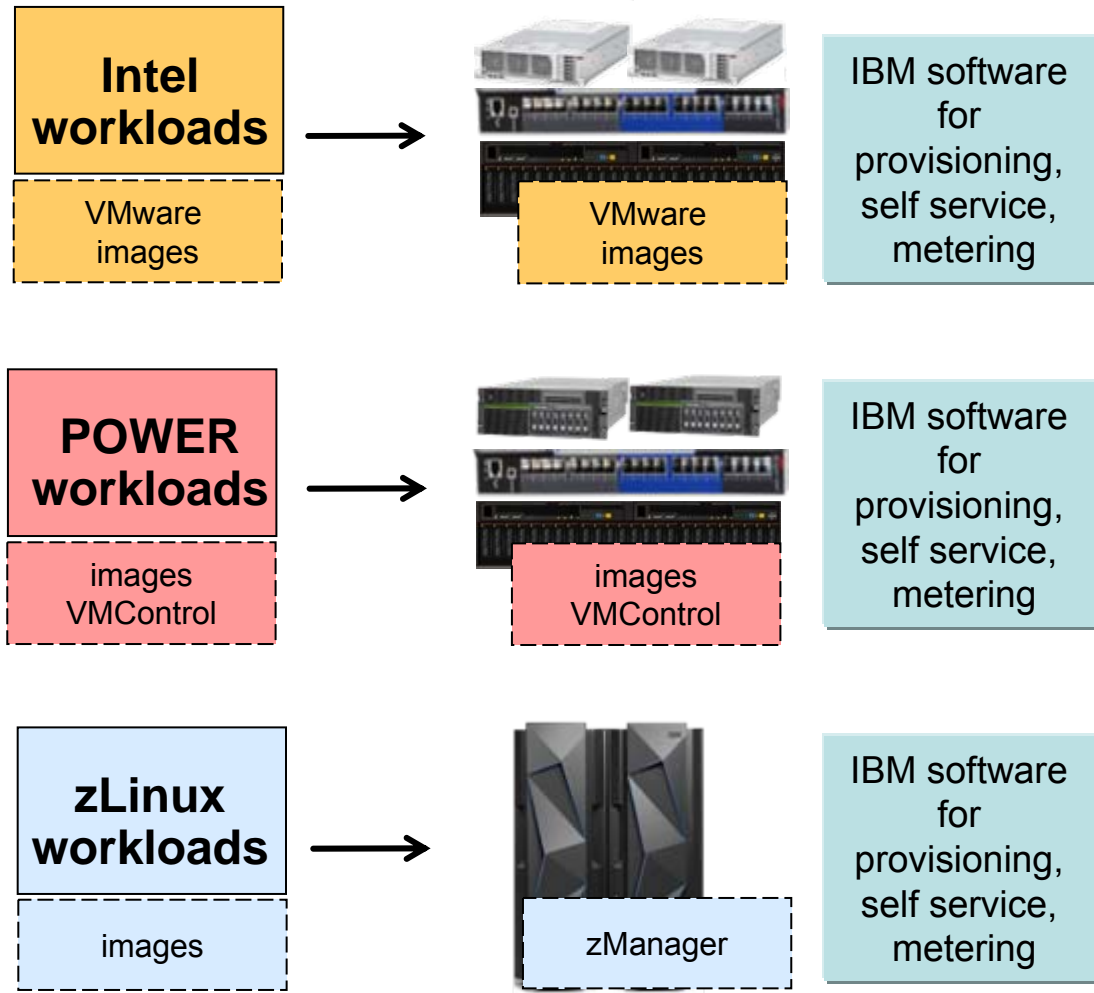 Intel
workloads
VMware
images
VMware
images
IBM software
for
provisioning,
self service,
metering
POWER
workloads
images
VMControl
images
VMControl
IBM software
for
provisioning,
self service,
metering
zLinux
workloads
images
zManager
IBM software
for
provisioning,
self service,
metering